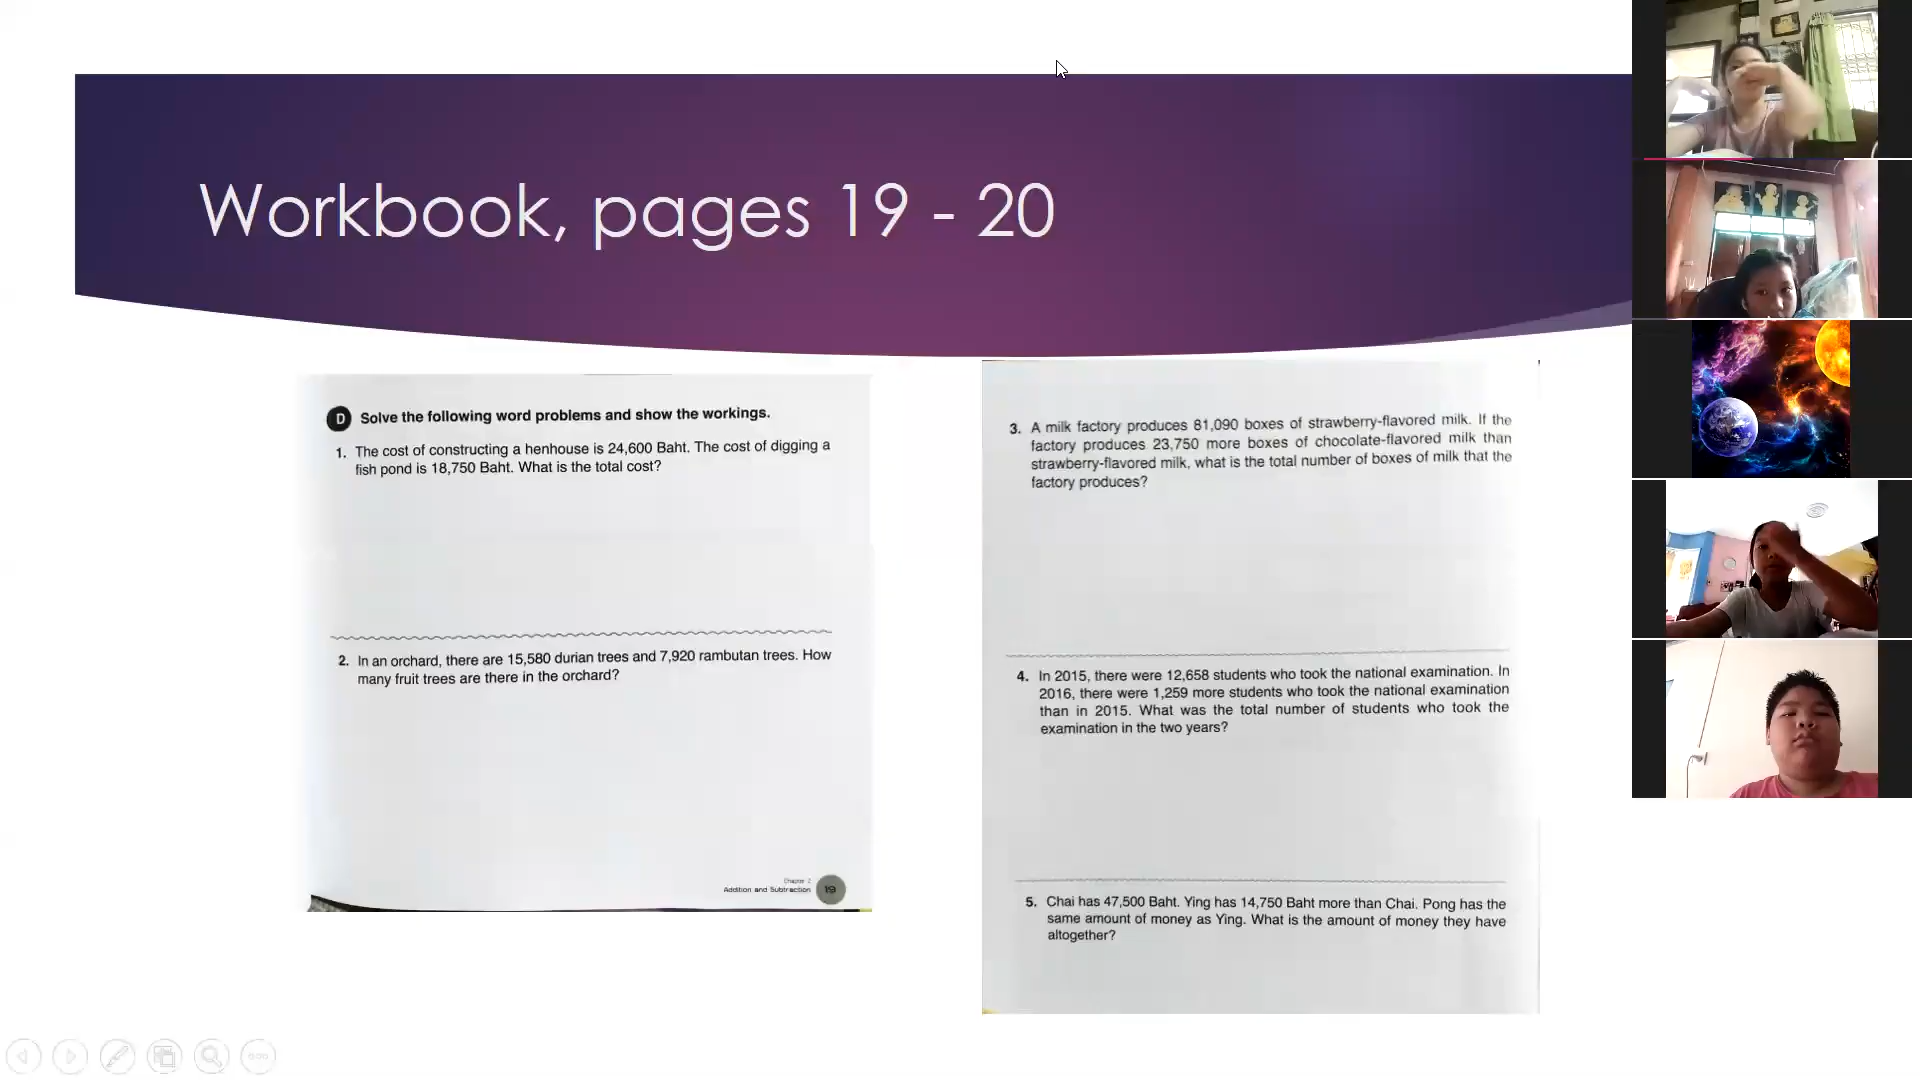 Workbook, pages 19 - 20
D Solve the following word problems and show the workings.
1. The cost of constructing a henhouse is 24,600 Baht. The cost of digging a
fish pond is 18,750 Baht. What is the total cost?
2. In an orchard, there are 15,580 durian trees and 7,920 rambutan trees. How
many fruit trees are there in the orchard?
Chapter 2
Addition and Subtraction 19
3. A milk factory produces 81,090 boxes of strawberry-flavored milk. If the
factory produces 23,750 more boxes of chocolate-flavored milk than
strawberry-flavored milk, what is the total number of boxes of milk that the
factory produces?
4. In 2015, there were 12,658 students who took the national examination. In
2016, there were 1,259 more students who took the national examination
than in 2015. What was the total number of students who took the
examination in the two years?
5. Chai has 47,500 Baht. Ying has 14,750 Baht more than Chai. Pong has the
same amount of money as Ying. What is the amount of money they have
altogether?